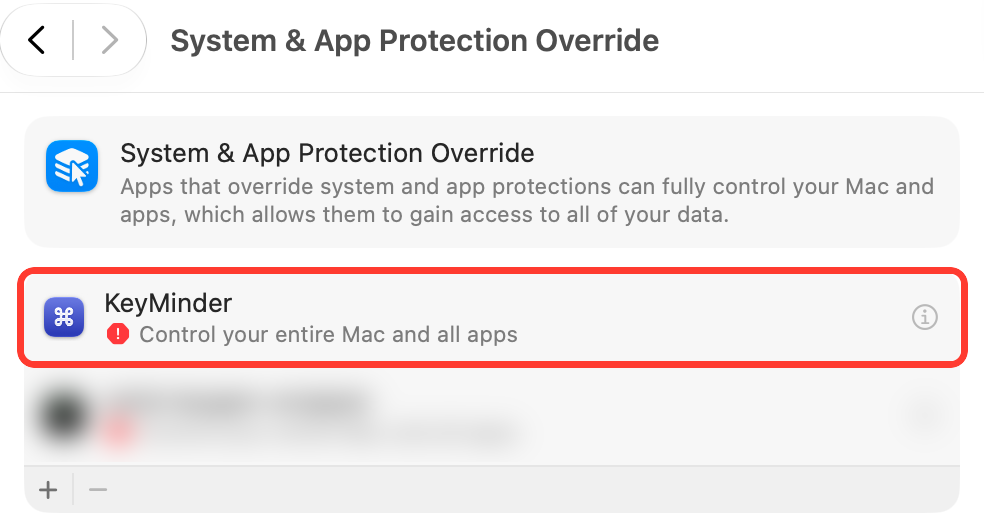 System & App Protection Override
System & App Protection Override
Apps that override system and app protections can fully control your Mac and
apps, which allows them to gain access to all of your data.
KeyMinder
Control your entire Mac and all apps